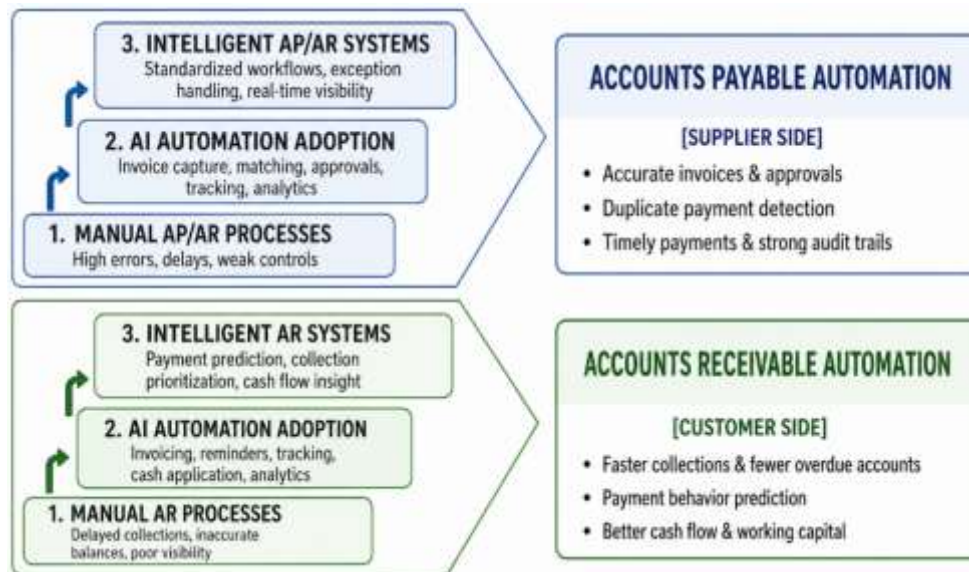 3. INTELLIGENT AP/AR SYSTEMS
Standardized workflows, exception
handling, real-time visibility
2. AI AUTOMATION ADOPTION
Invoice capture, matching, approvals,
tracking, analytics
1. MANUAL AP/AR PROCESSES
High errors, delays, weak controls
ACCOUNTS PAYABLE AUTOMATION
[SUPPLIER SIDE]
• Accurate invoices & approvals
• Duplicate payment detection
• Timely payments & strong audit trails
3. INTELLIGENT AR SYSTEMS
Payment prediction, collection
prioritization, cash flow insight
2. AI AUTOMATION ADOPTION
Invoicing, reminders, tracking,
cash application, analytics
1. MANUAL AR PROCESSES
Delayed collections, inaccurate
balances, poor visibility
ACCOUNTS RECEIVABLE AUTOMATION
[CUSTOMER SIDE]
• Faster collections & fewer overdue accounts
• Payment behavior prediction
• Better cash flow & working capital